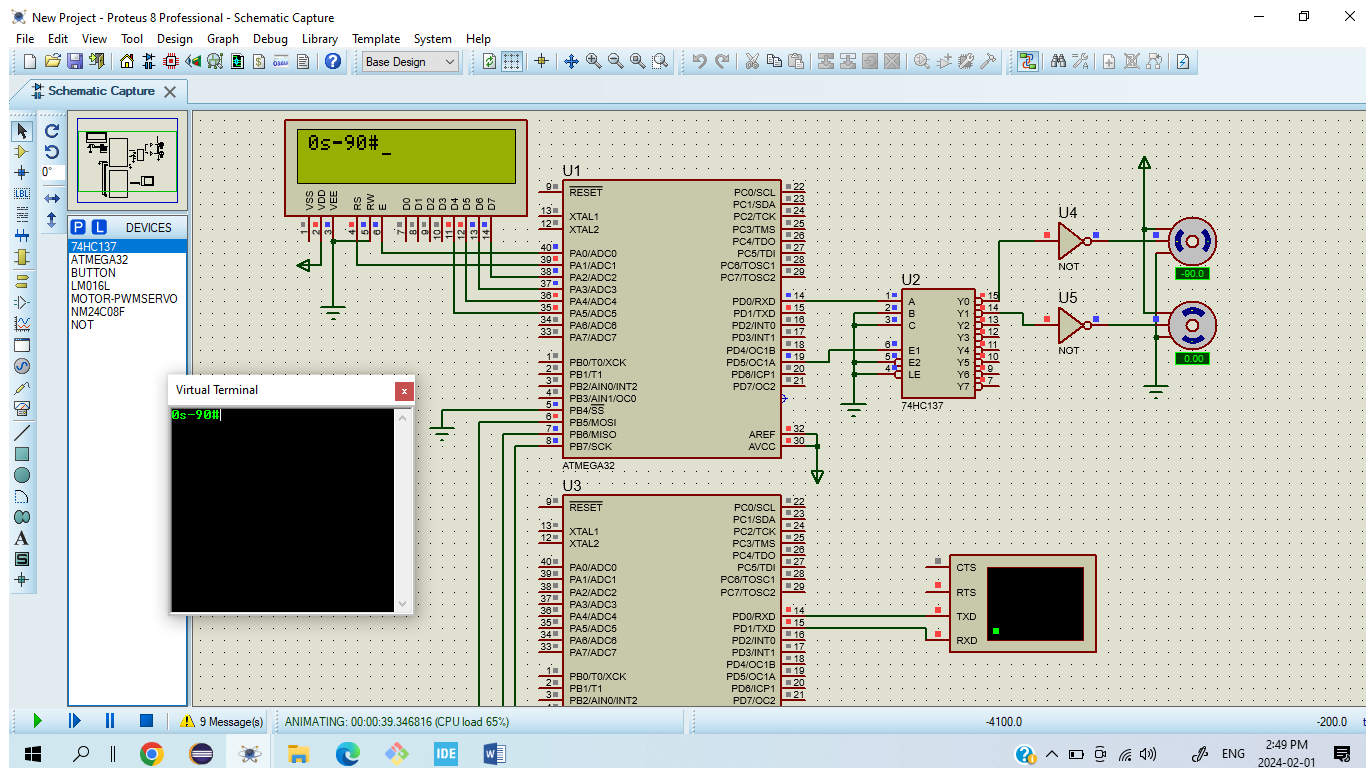 New Project - Proteus 8 Professional - Schematic Capture
File Edit View Tool Design Graph Debug Library Template System Help
Base Design
Schematic Capture
0°
P L DEVICES
74HC137
ATMEGA32
BUTTON
LM016L
MOTOR-PWMSERVO
NM24C08F
NOT
0s-90#_
VSS VDD VEE RS RW E D0 D1 D2 D3 D4 D5 D6 D7
1 2 3 4 5 6 7 8 9 10 11 12 13 14
U1
9 RESET PC0/SCL 22
PC1/SDA 23
13 XTAL1 PC2/TCK 24
12 XTAL2 PC3/TMS 25
PC4/TDO 26
40 PA0/ADC0 PC5/TDI 27
39 PA1/ADC1 PC6/TOSC1 28
38 PA2/ADC2 PC7/TOSC2 29
37 PA3/ADC3
36 PA4/ADC4 PD0/RXD 14
35 PA5/ADC5 PD1/TXD 15
34 PA6/ADC6 PD2/INT0 16
33 PA7/ADC7 PD3/INT1 17
PD4/OC1B 18
1 PB0/T0/XCK PD5/OC1A 19
2 PB1/T1 PD6/ICP1 20
3 PB2/AIN0/INT2 PD7/OC2 21
4 PB3/AIN1/OC0
5 PB4/SS
6 PB5/MOSI AREF 32
7 PB6/MISO AVCC 30
8 PB7/SCK
ATMEGA32
U2
1 A Y0 15
2 B Y1 14
3 C Y2 13
Y3 12
6 E1 Y4 11
5 E2 Y5 10
4 LE Y6 9
Y7 7
74HC137
U4
NOT
-90.0
U5
NOT
0.00
Virtual Terminal
0s-90#
U3
9 RESET PC0/SCL 22
PC1/SDA 23
13 XTAL1 PC2/TCK 24
12 XTAL2 PC3/TMS 25
PC4/TDO 26
40 PA0/ADC0 PC5/TDI 27
39 PA1/ADC1 PC6/TOSC1 28
38 PA2/ADC2 PC7/TOSC2 29
37 PA3/ADC3
36 PA4/ADC4 PD0/RXD 14
35 PA5/ADC5 PD1/TXD 15
34 PA6/ADC6 PD2/INT0 16
33 PA7/ADC7 PD3/INT1 17
PD4/OC1B 18
1 PB0/T0/XCK PD5/OC1A 19
2 PB1/T1 PD6/ICP1 20
3 PB2/AIN0/INT2 PD7/OC2 21
CTS
RTS
TXD
RXD
9 Message(s) ANIMATING: 00:00:39.346816 (CPU load 65%) -4100.0 -200.0 t
IDE
ENG
2:49 PM
2024-02-01